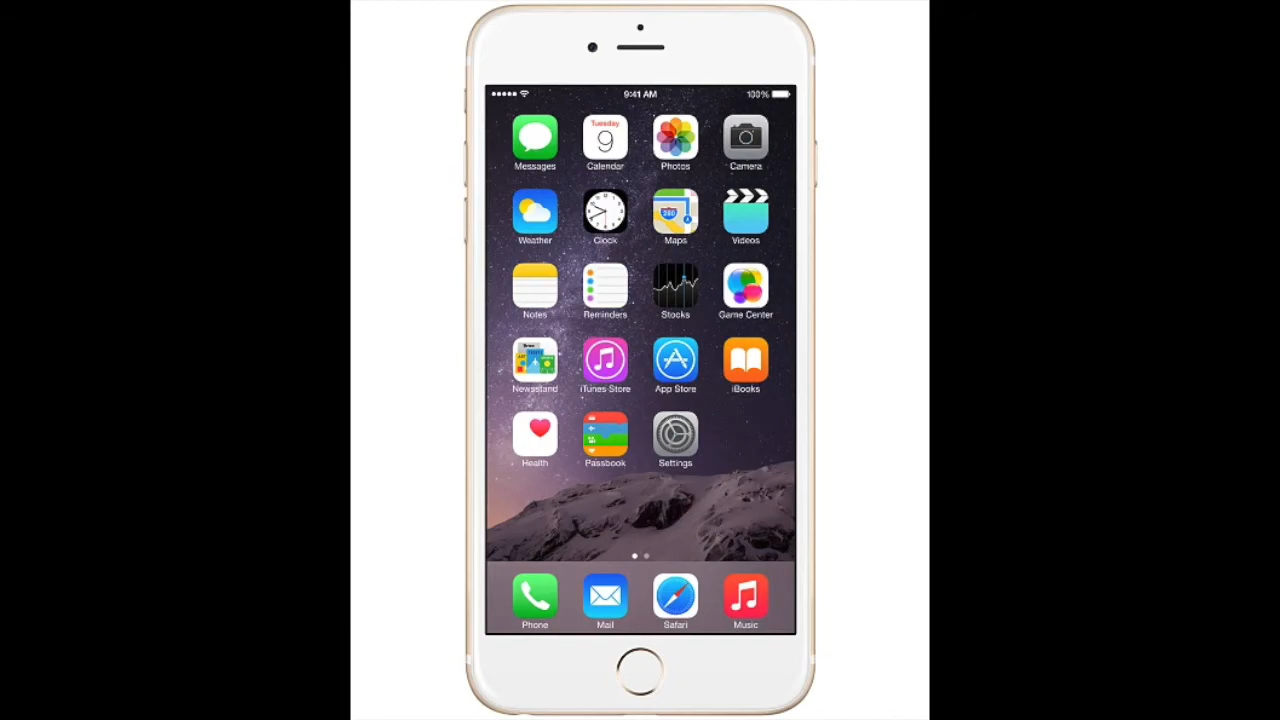 9:41 AM 100%
Tuesday
9
Messages Calendar Photos Camera
280
Weather Clock Maps Videos
Notes Reminders Stocks Game Center
Newsstand iTunes Store App Store iBooks
Health Passbook Settings
Phone Mail Safari Music